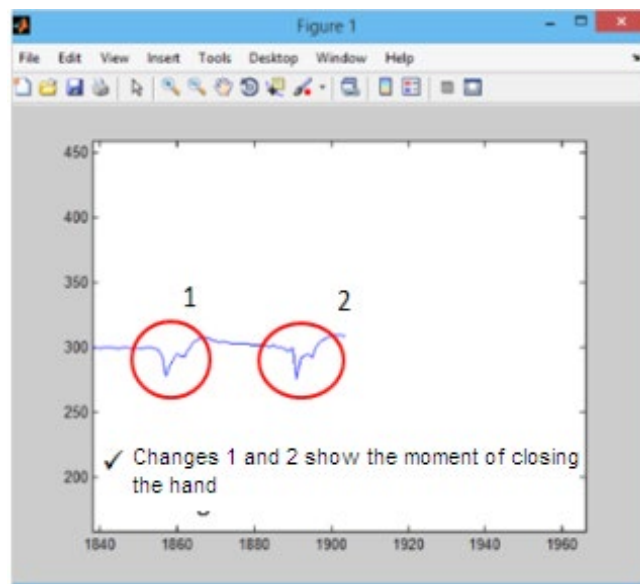 Figure 1
File Edit View Insert Tools Desktop Window Help
450
400
350
1
2
300
250
✓ Changes 1 and 2 show the moment of closing
the hand
200
1840 1860 1880 1900 1920 1940 1960